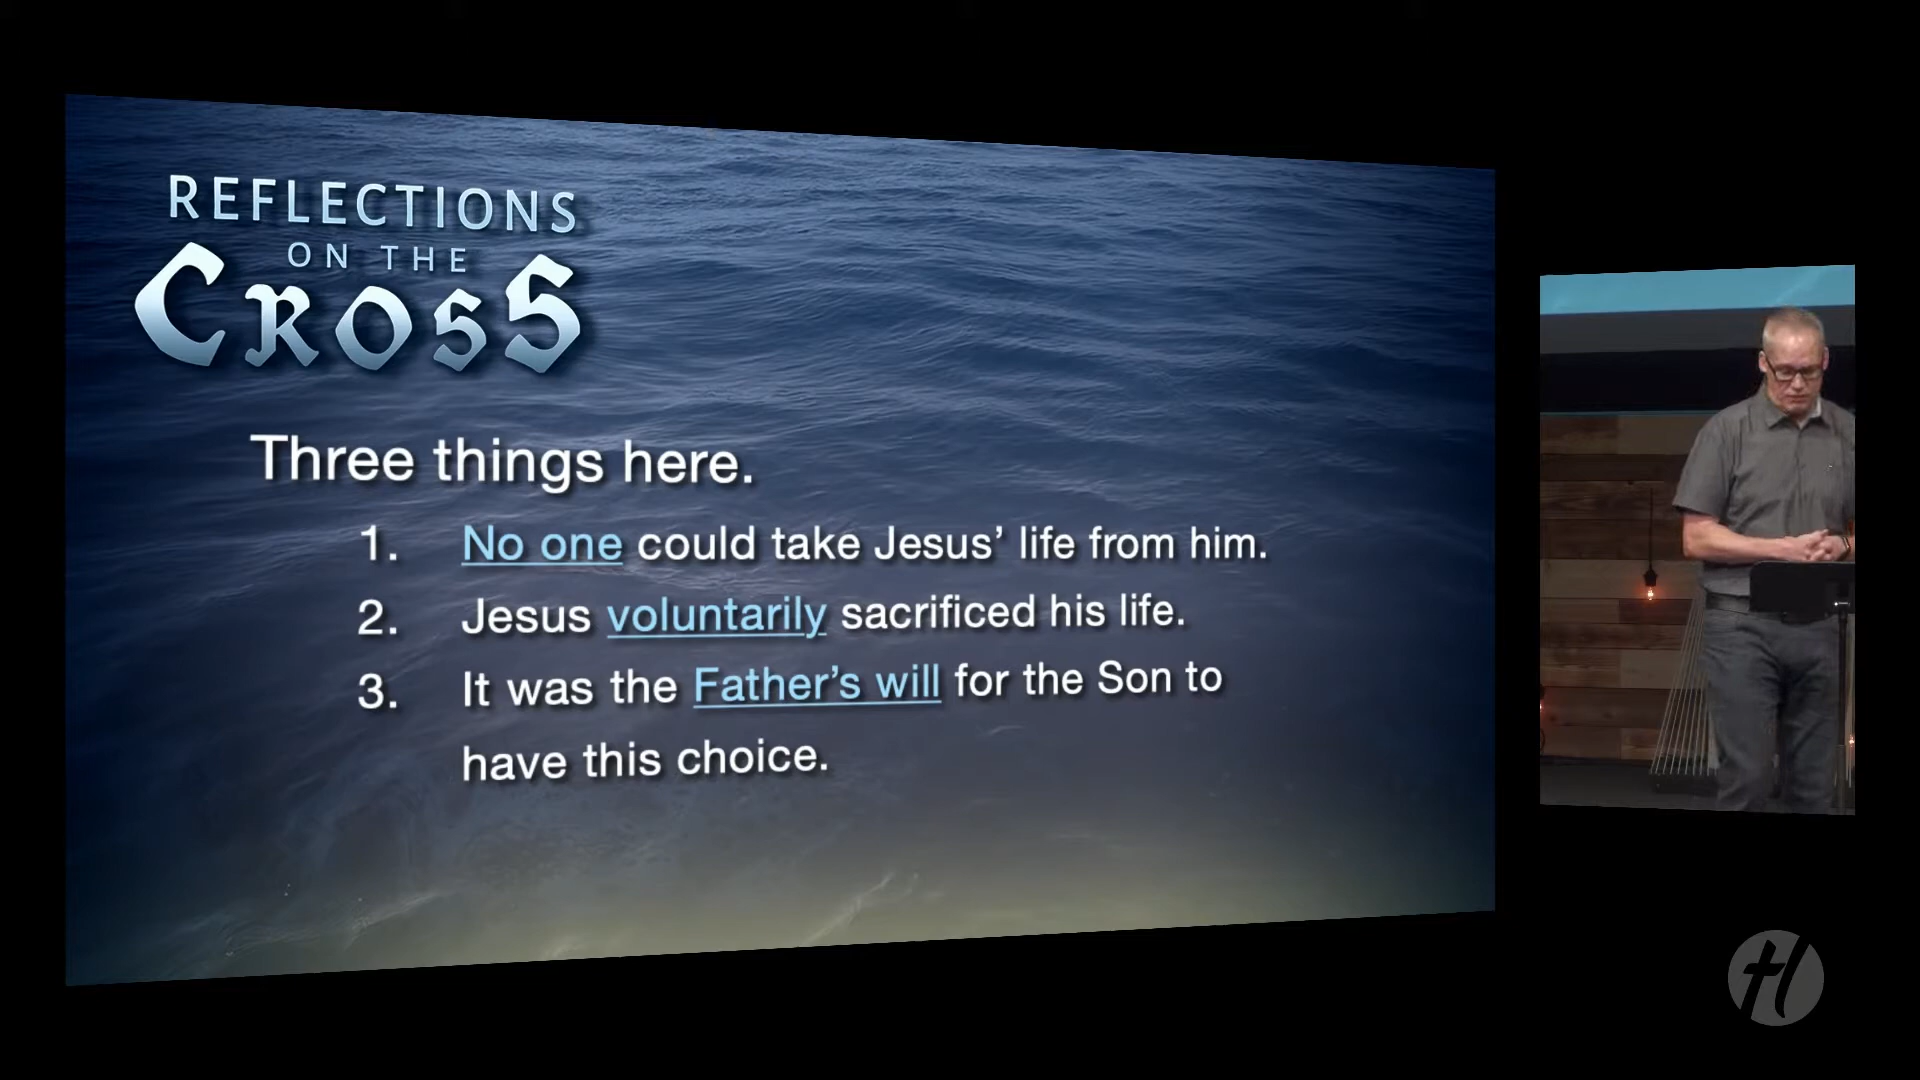 REFLECTIONS
ON THE
CROSS
Three things here.
1. No one could take Jesus’ life from him.
2. Jesus voluntarily sacrificed his life.
3. It was the Father’s will for the Son to
have this choice.